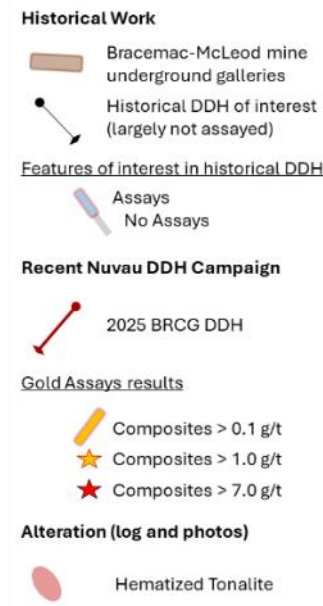 Historical Work
Bracemac-McLeod mine
underground galleries
Historical DDH of interest
(largely not assayed)
Features of interest in historical DDH
Assays
No Assays
Recent Nuvau DDH Campaign
2025 BRCG DDH
Gold Assays results
Composites > 0.1 g/t
Composites > 1.0 g/t
Composites > 7.0 g/t
Alteration (log and photos)
Hematized Tonalite